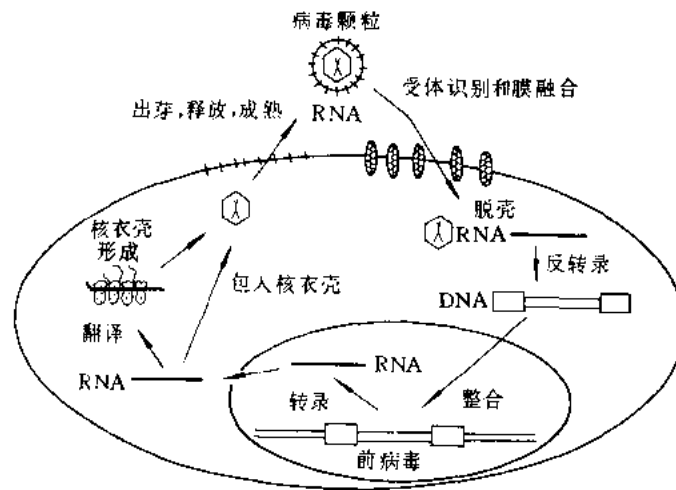 病毒颗粒
RNA
出芽,释放,成熟
受体识别和膜融合
脱壳
RNA
反转录
DNA
核衣壳
形成
包入核衣壳
翻译
RNA
RNA
转录
整合
前病毒